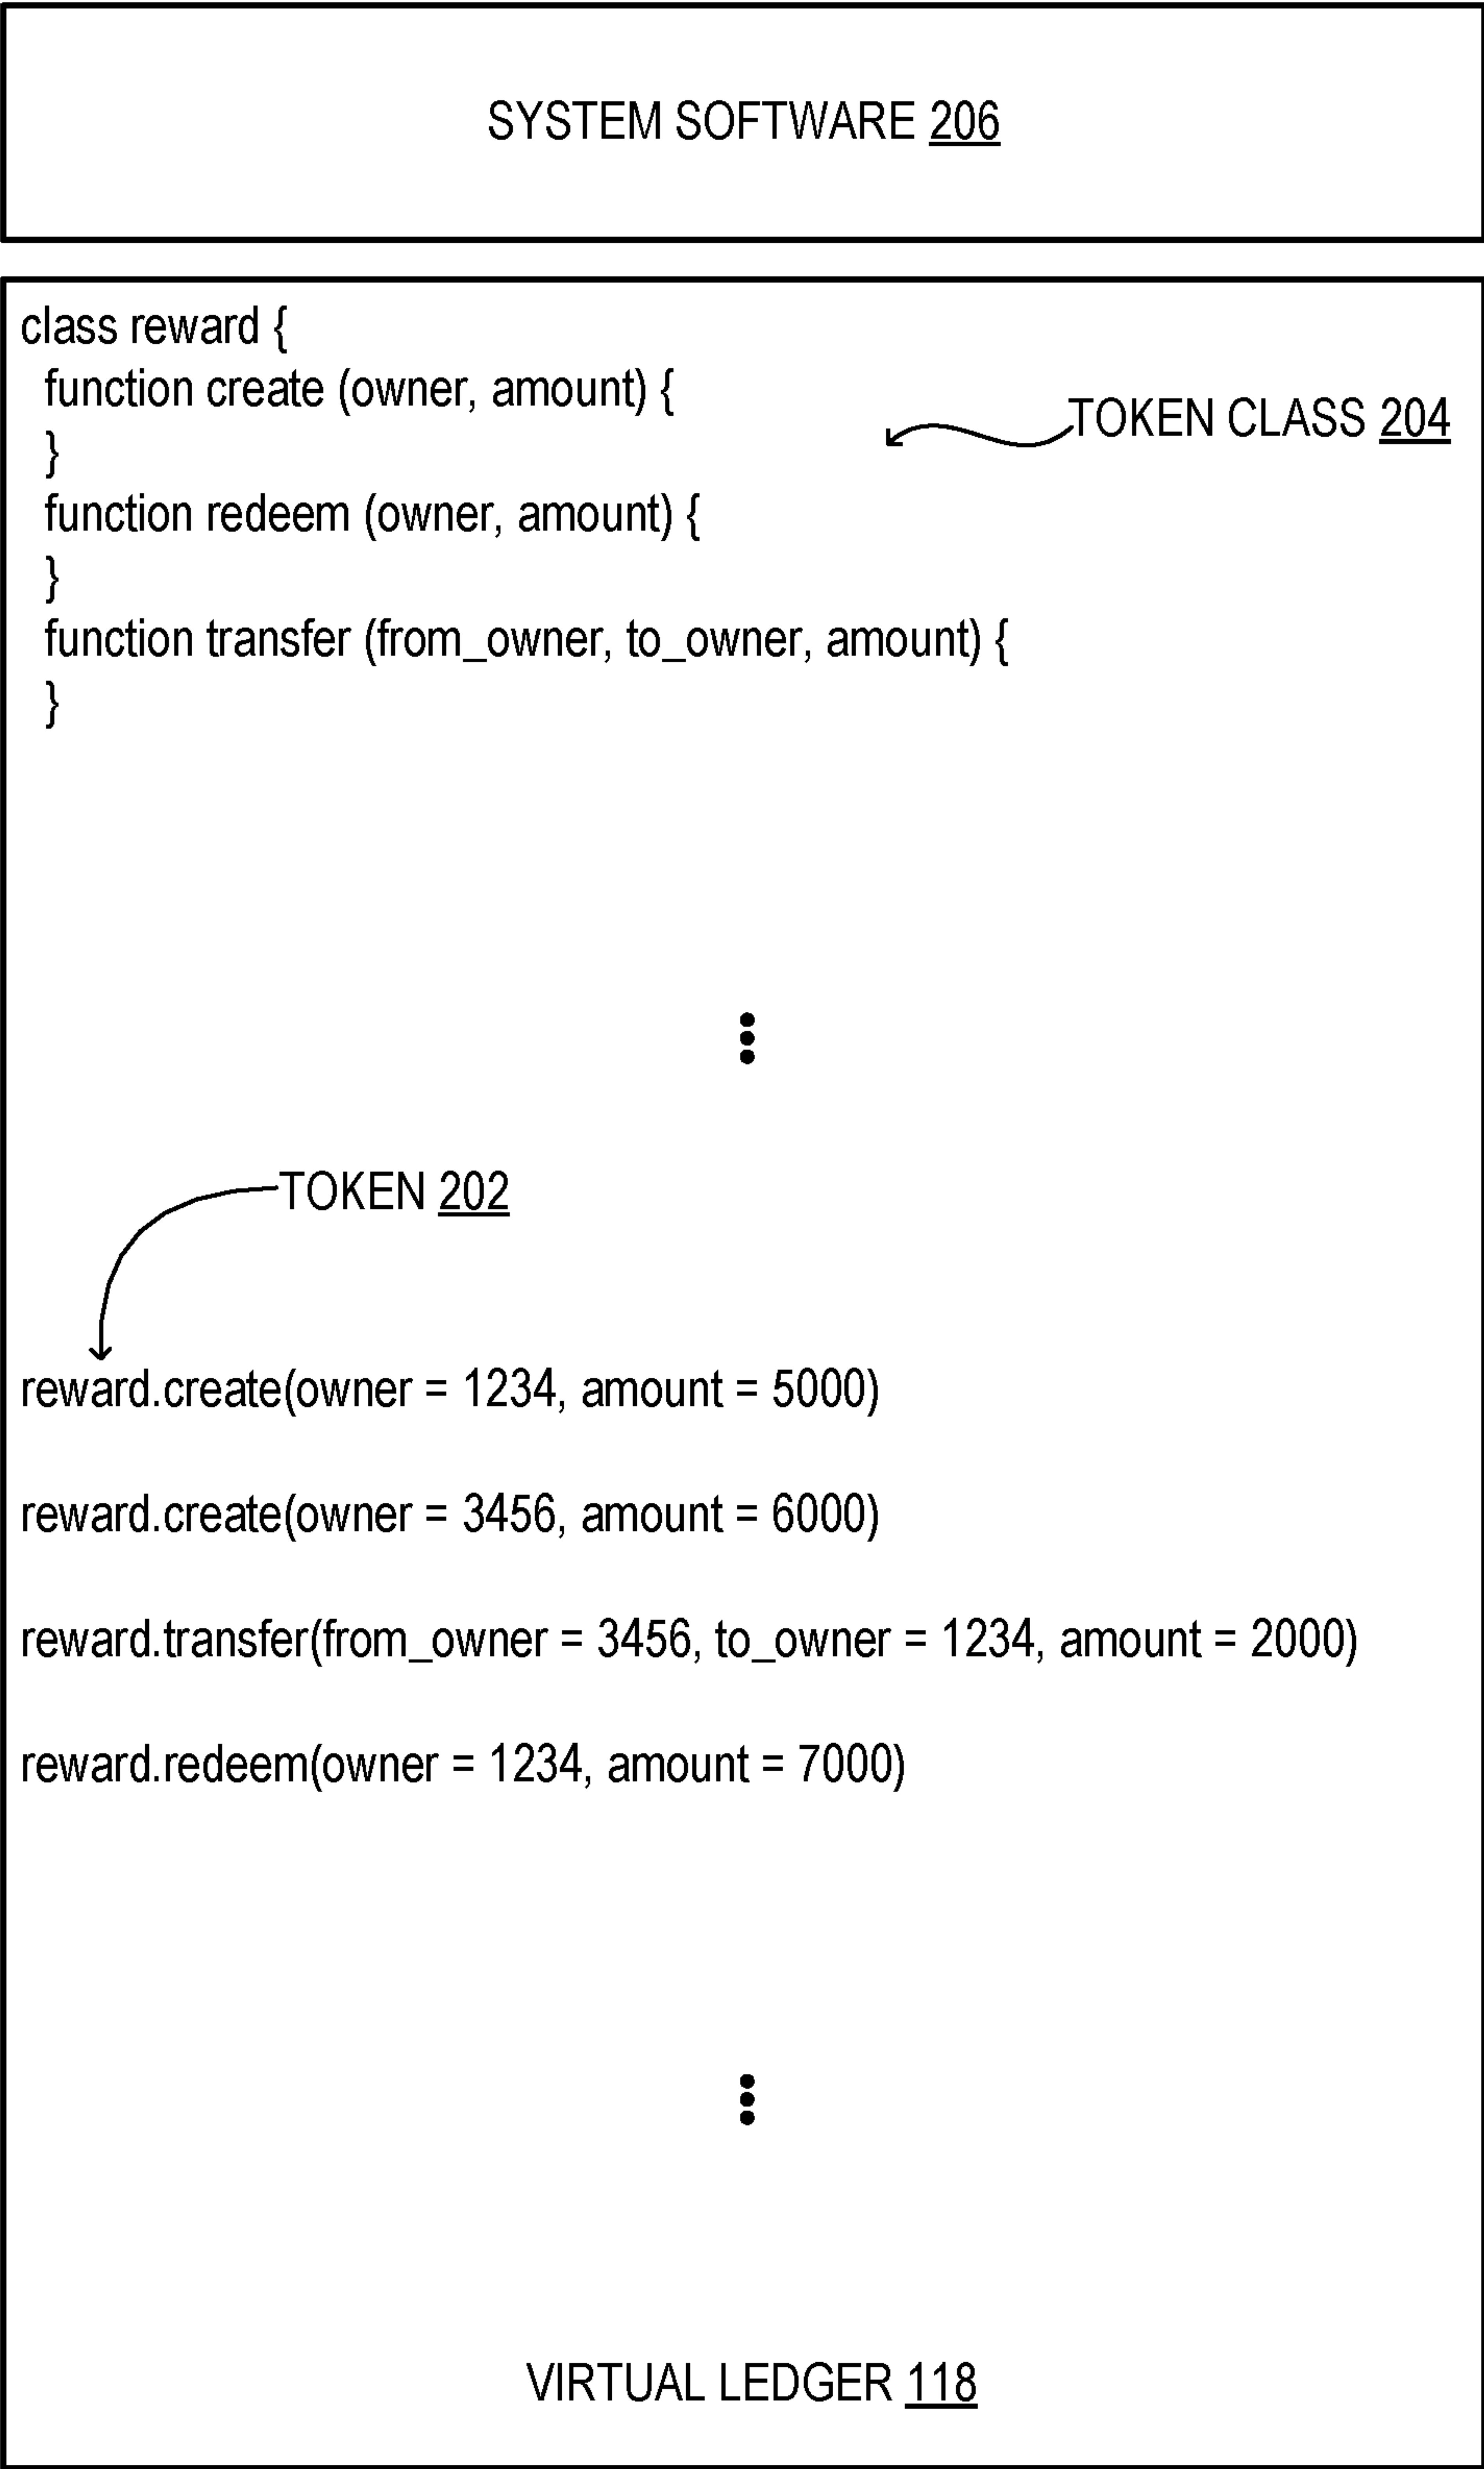 SYSTEM SOFTWARE 206
class reward {
function create (owner, amount) {
TOKEN CLASS 204
}
function redeem (owner, amount) {
}
function transfer (from_owner, to_owner, amount) {
}
TOKEN 202
reward.create(owner = 1234, amount = 5000)
reward.create(owner = 3456, amount = 6000)
reward.transfer(from_owner = 3456, to_owner = 1234, amount = 2000)
reward.redeem(owner = 1234, amount = 7000)
VIRTUAL LEDGER 118